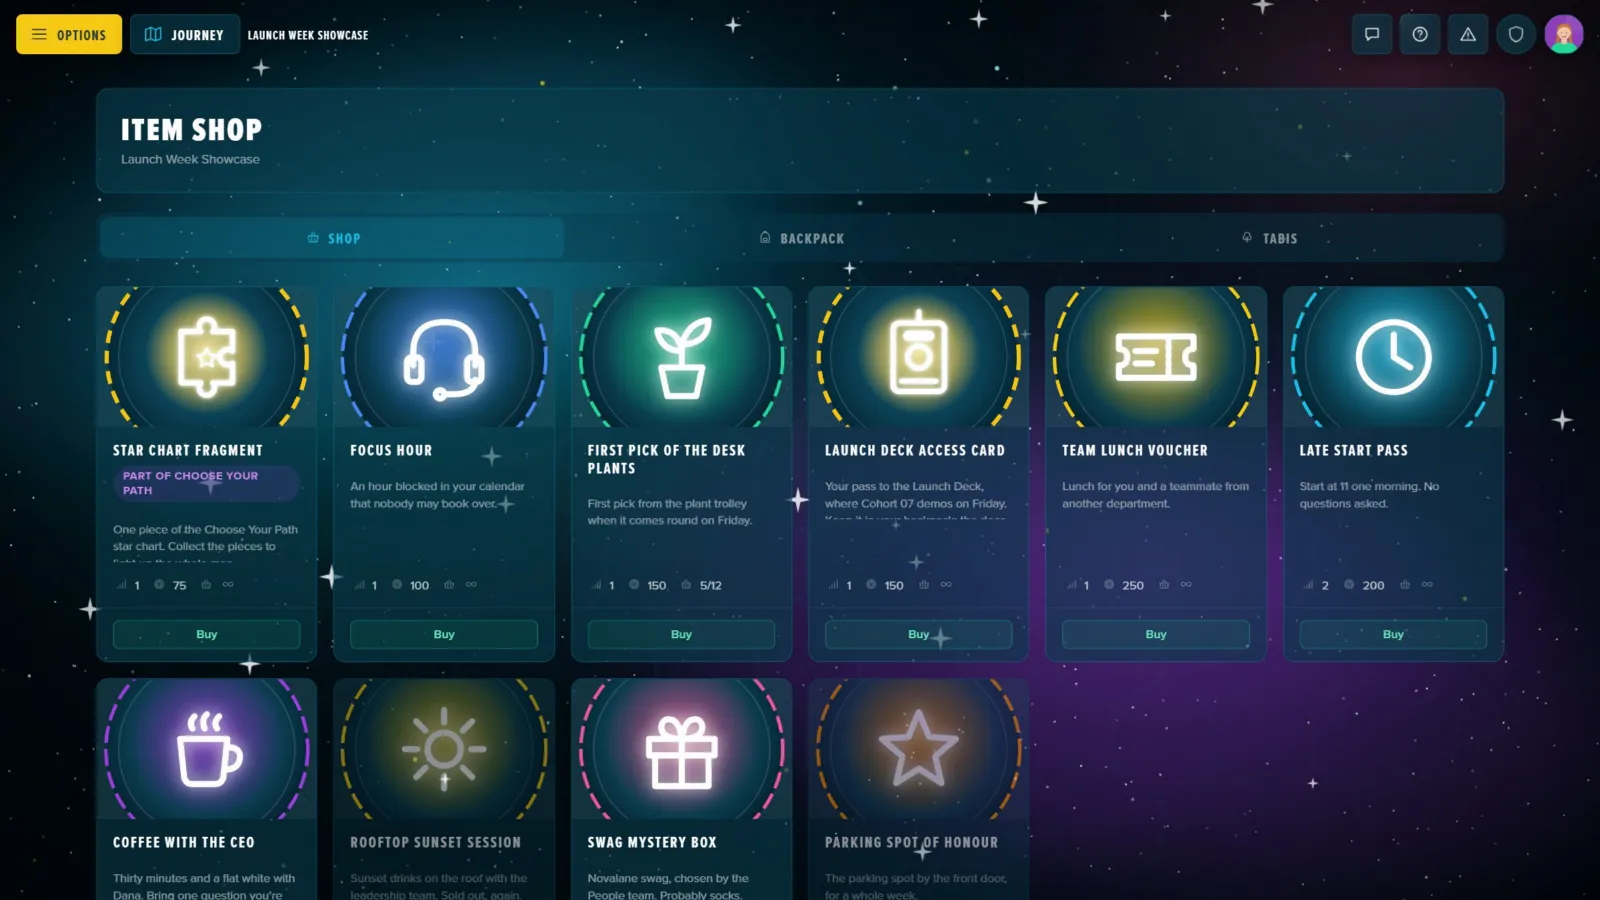 OPTIONS
JOURNEY
LAUNCH WEEK SHOWCASE
ITEM SHOP
Launch Week Showcase
SHOP
BACKPACK
TABIS
STAR CHART FRAGMENT
PART OF CHOOSE YOUR
PATH
One piece of the Choose Your Path
star chart. Collect the pieces to
1
75
∞
Buy
FOCUS HOUR
An hour blocked in your calendar
that nobody may book over.
1
100
∞
Buy
FIRST PICK OF THE DESK
PLANTS
First pick from the plant trolley
when it comes round on Friday.
1
150
5/12
Buy
LAUNCH DECK ACCESS CARD
Your pass to the Launch Deck,
where Cohort 07 demos on Friday.
1
150
∞
Buy
TEAM LUNCH VOUCHER
Lunch for you and a teammate from
another department.
1
250
∞
Buy
LATE START PASS
Start at 11 one morning. No
questions asked.
2
200
∞
Buy
COFFEE WITH THE CEO
Thirty minutes and a flat white with
Dana. Bring one question you're
ROOFTOP SUNSET SESSION
Sunset drinks on the roof with the
leadership team. Sold out, again.
SWAG MYSTERY BOX
Novalane swag, chosen by the
People team. Probably socks.
PARKING SPOT OF HONOUR
The parking spot by the front door,
for a whole week.